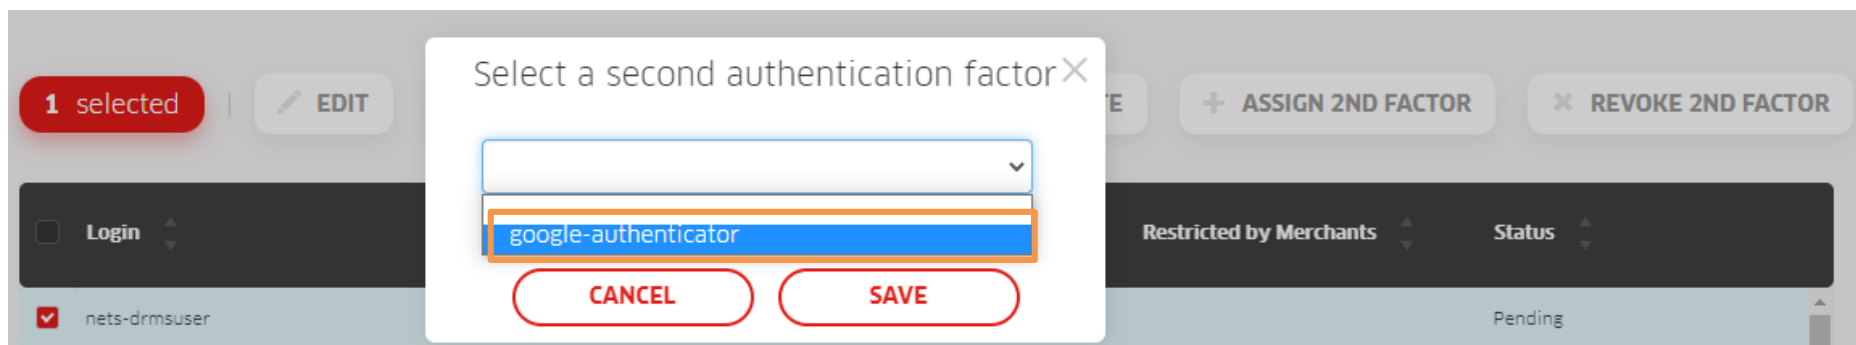 Select a second authentication factor
1 selected
EDIT
TE
ASSIGN 2ND FACTOR
REVOKE 2ND FACTOR
google-authenticator
Login
Restricted by Merchants
Status
CANCEL
SAVE
nets-drmsuser
Pending